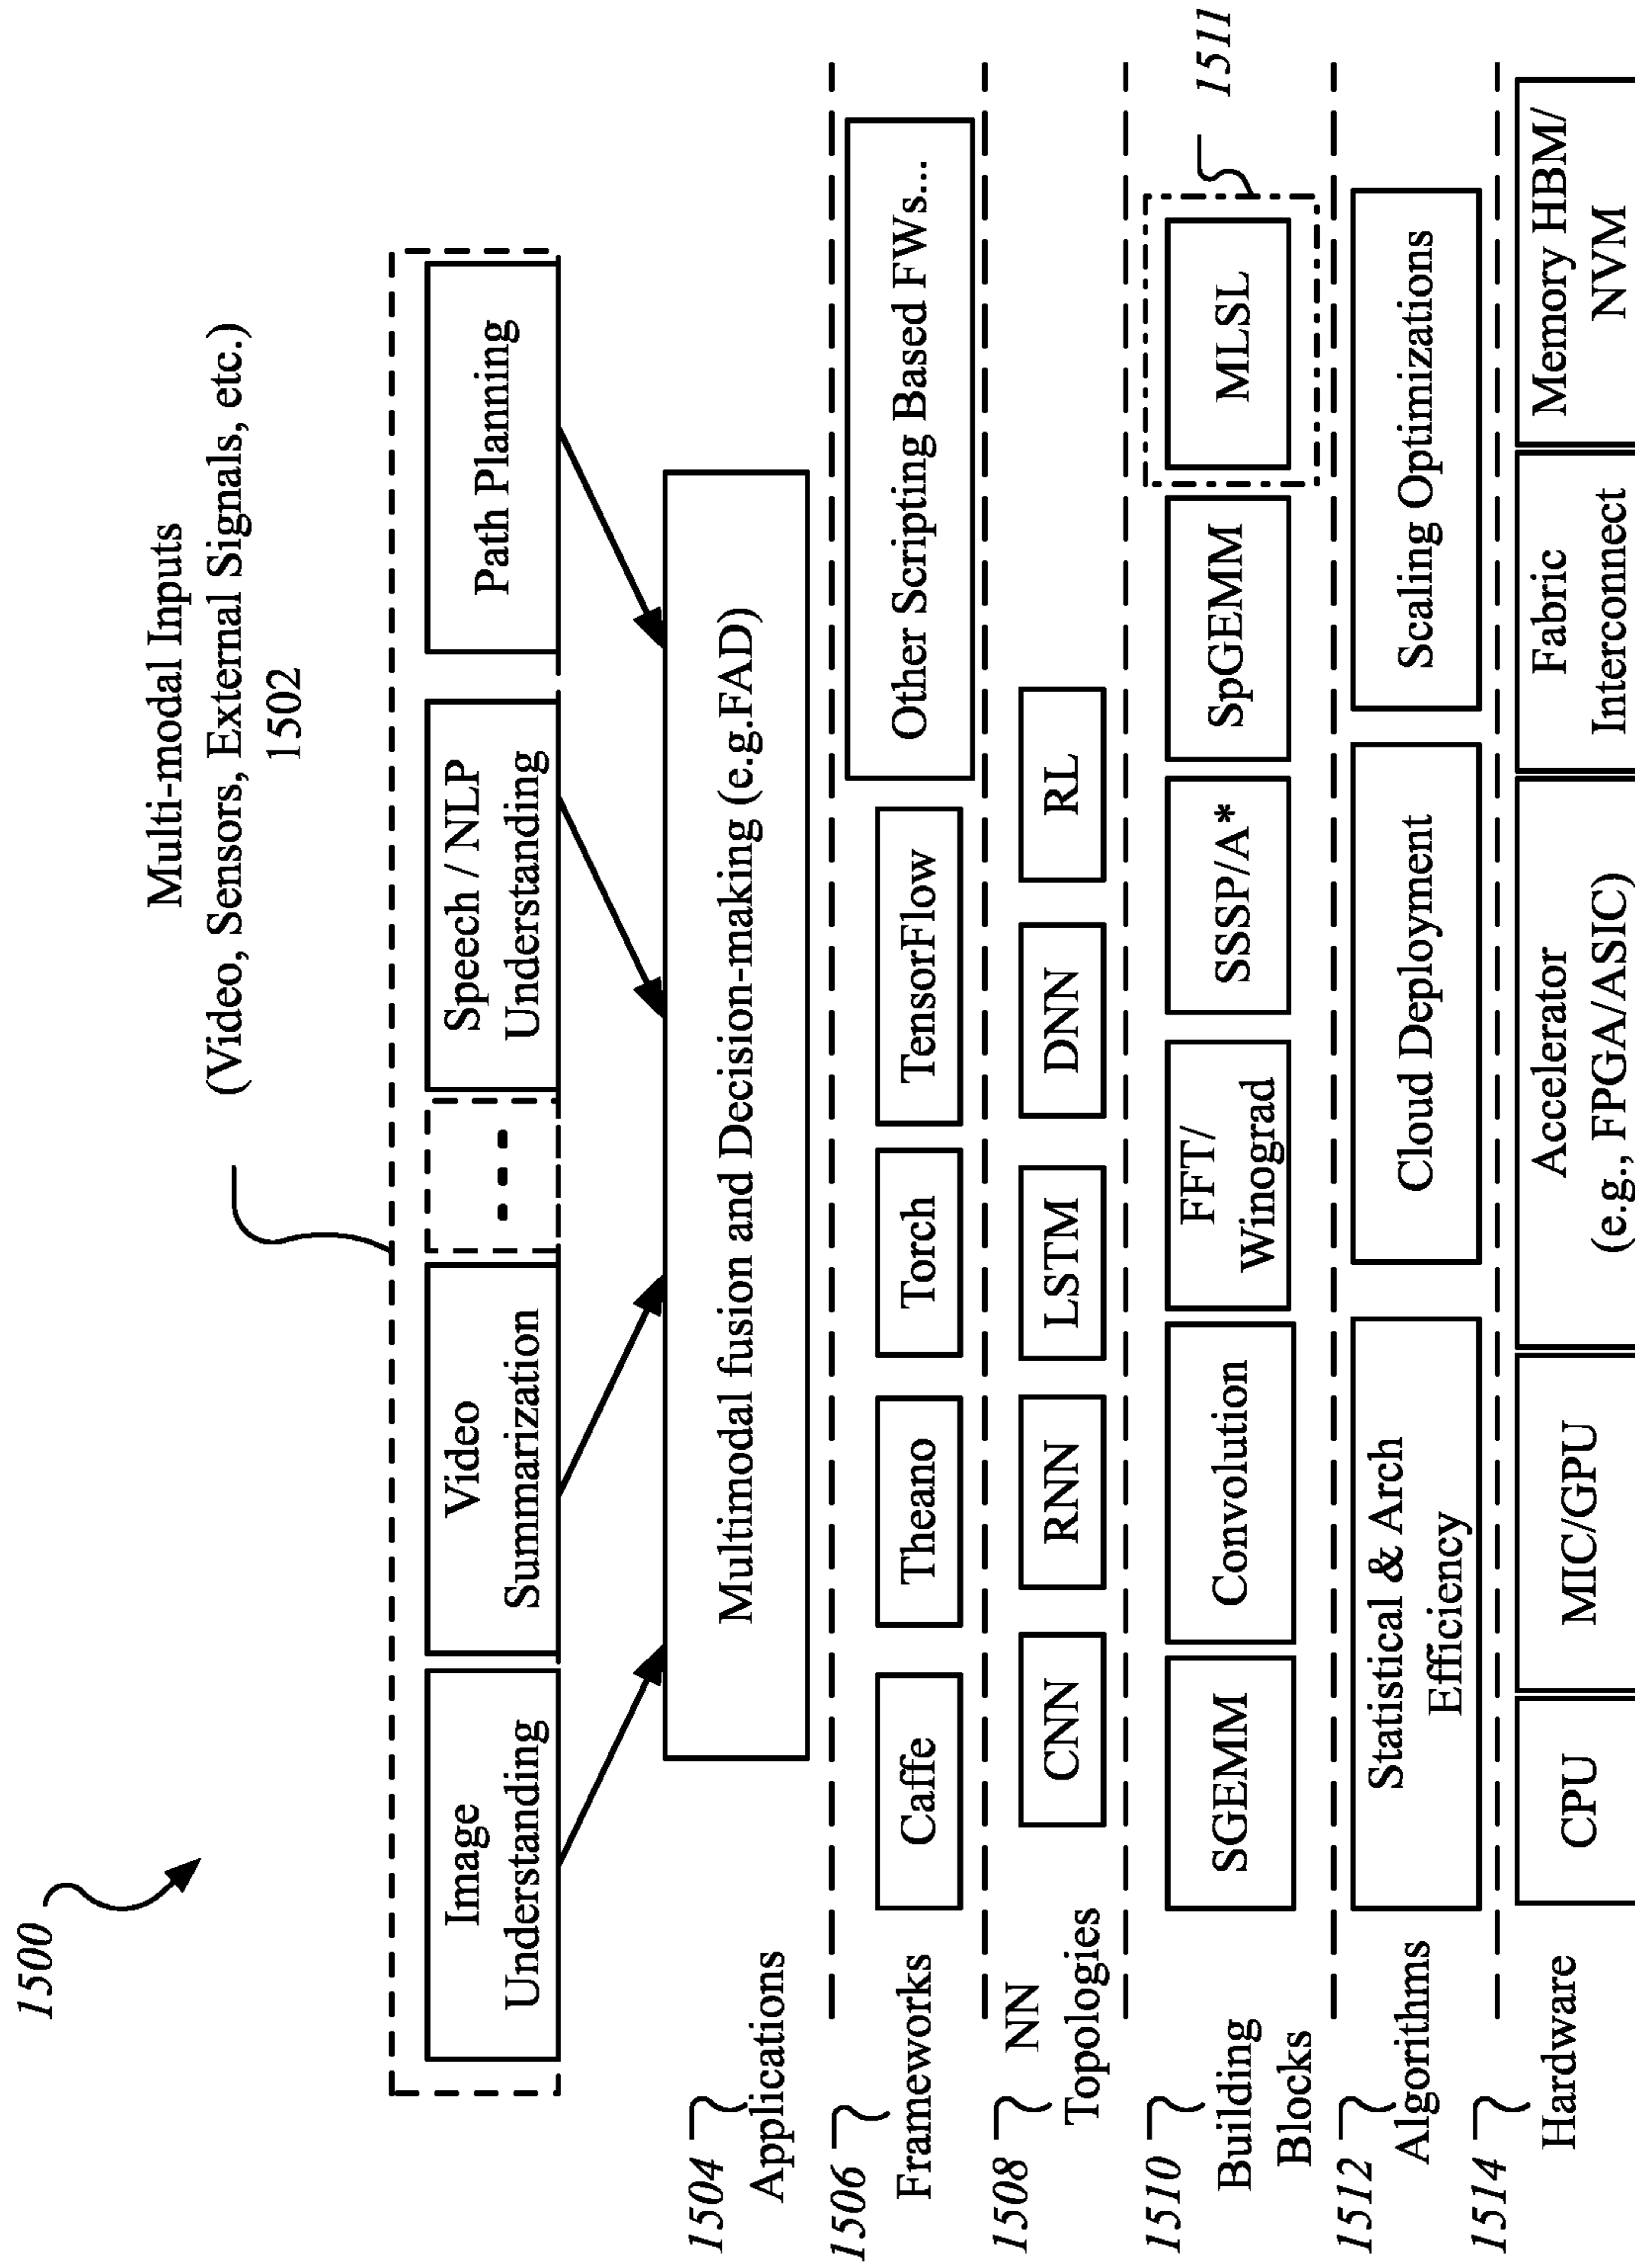 1500
Multi-modal Inputs
(Video, Sensors, External Signals, etc.)
1502
Image
Understanding
Video
Summarization
...
Speech / NLP
Understanding
Path Planning
1504
Applications
Multimodal fusion and Decision-making (e.g.FAD)
1506
Frameworks
Caffe
Theano
Torch
TensorFlow
Other Scripting Based FWs...
1508
NN
Topologies
CNN
RNN
LSTM
DNN
RL
1510
Building
Blocks
SGEMM
Convolution
FFT/
Winograd
SSSP/A*
SpGEMM
MLSL
1511
1512
Algorithms
Statistical & Arch
Efficiency
Cloud Deployment
Scaling Optimizations
1514
Hardware
CPU
MIC/GPU
Accelerator
(e.g., FPGA/ASIC)
Fabric
Interconnect
Memory HBM/
NVM